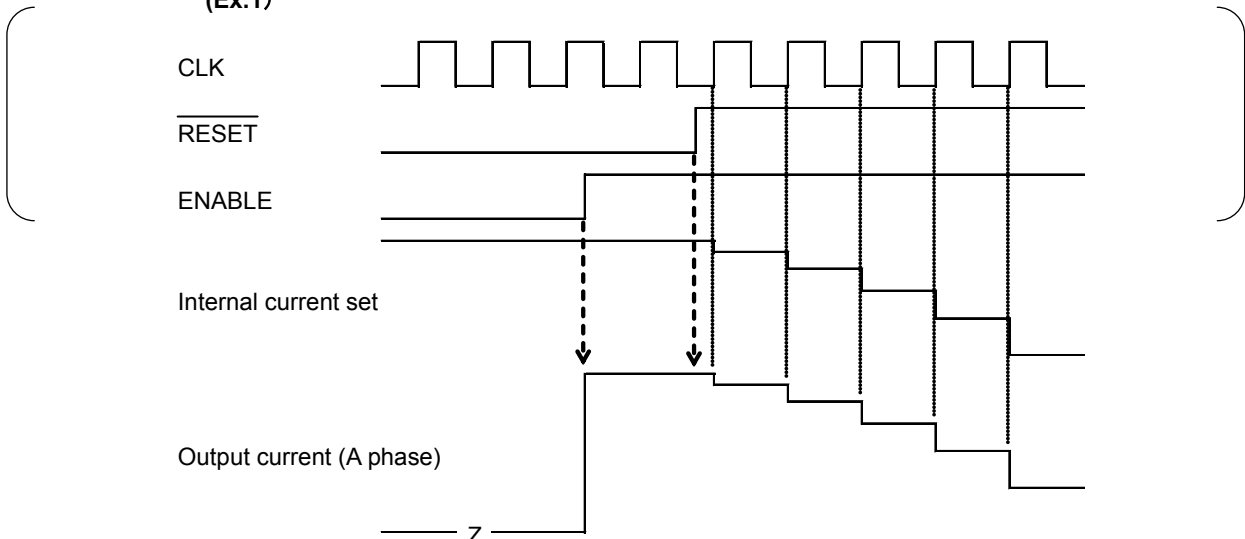 (Ex.1)
CLK
RESET
ENABLE
Internal current set
Output current (A phase)
Z